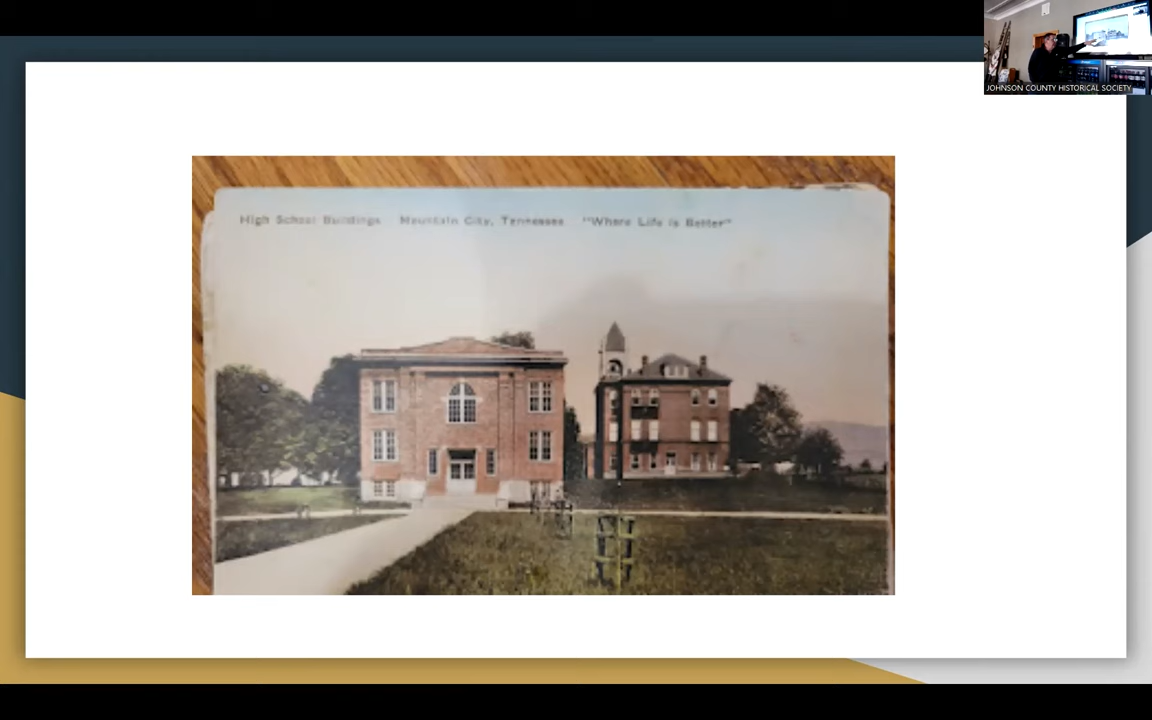 JOHNSON COUNTY HISTORICAL SOCIETY
High School Buildings Mountain City, Tennessee "Where Life is Better"